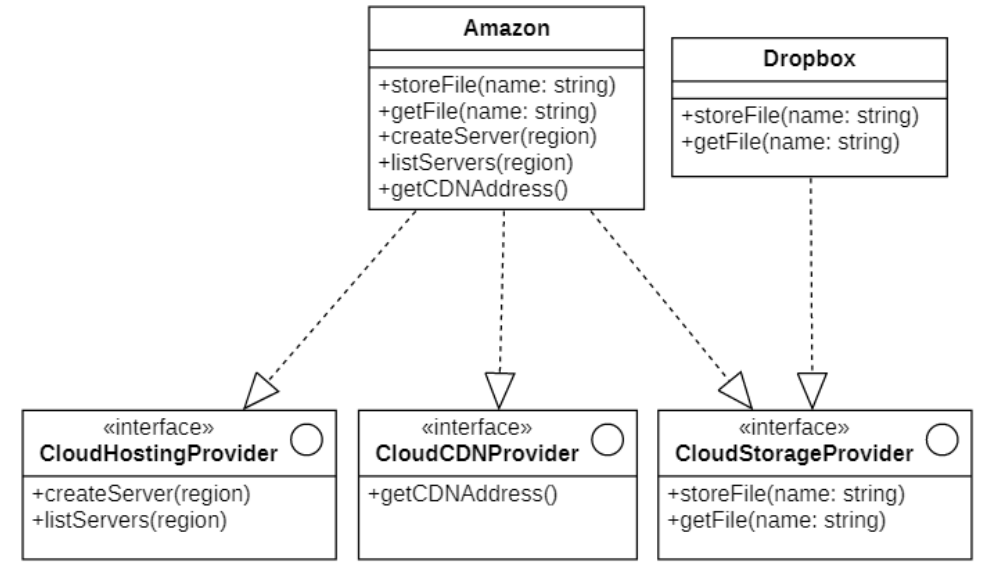 Amazon
+storeFile(name: string)
+getFile(name: string)
+createServer(region)
+listServers(region)
+getCDNAddress()
Dropbox
+storeFile(name: string)
+getFile(name: string)
«interface»
CloudHostingProvider
+createServer(region)
+listServers(region)
«interface»
CloudCDNProvider
+getCDNAddress()
«interface»
CloudStorageProvider
+storeFile(name: string)
+getFile(name: string)